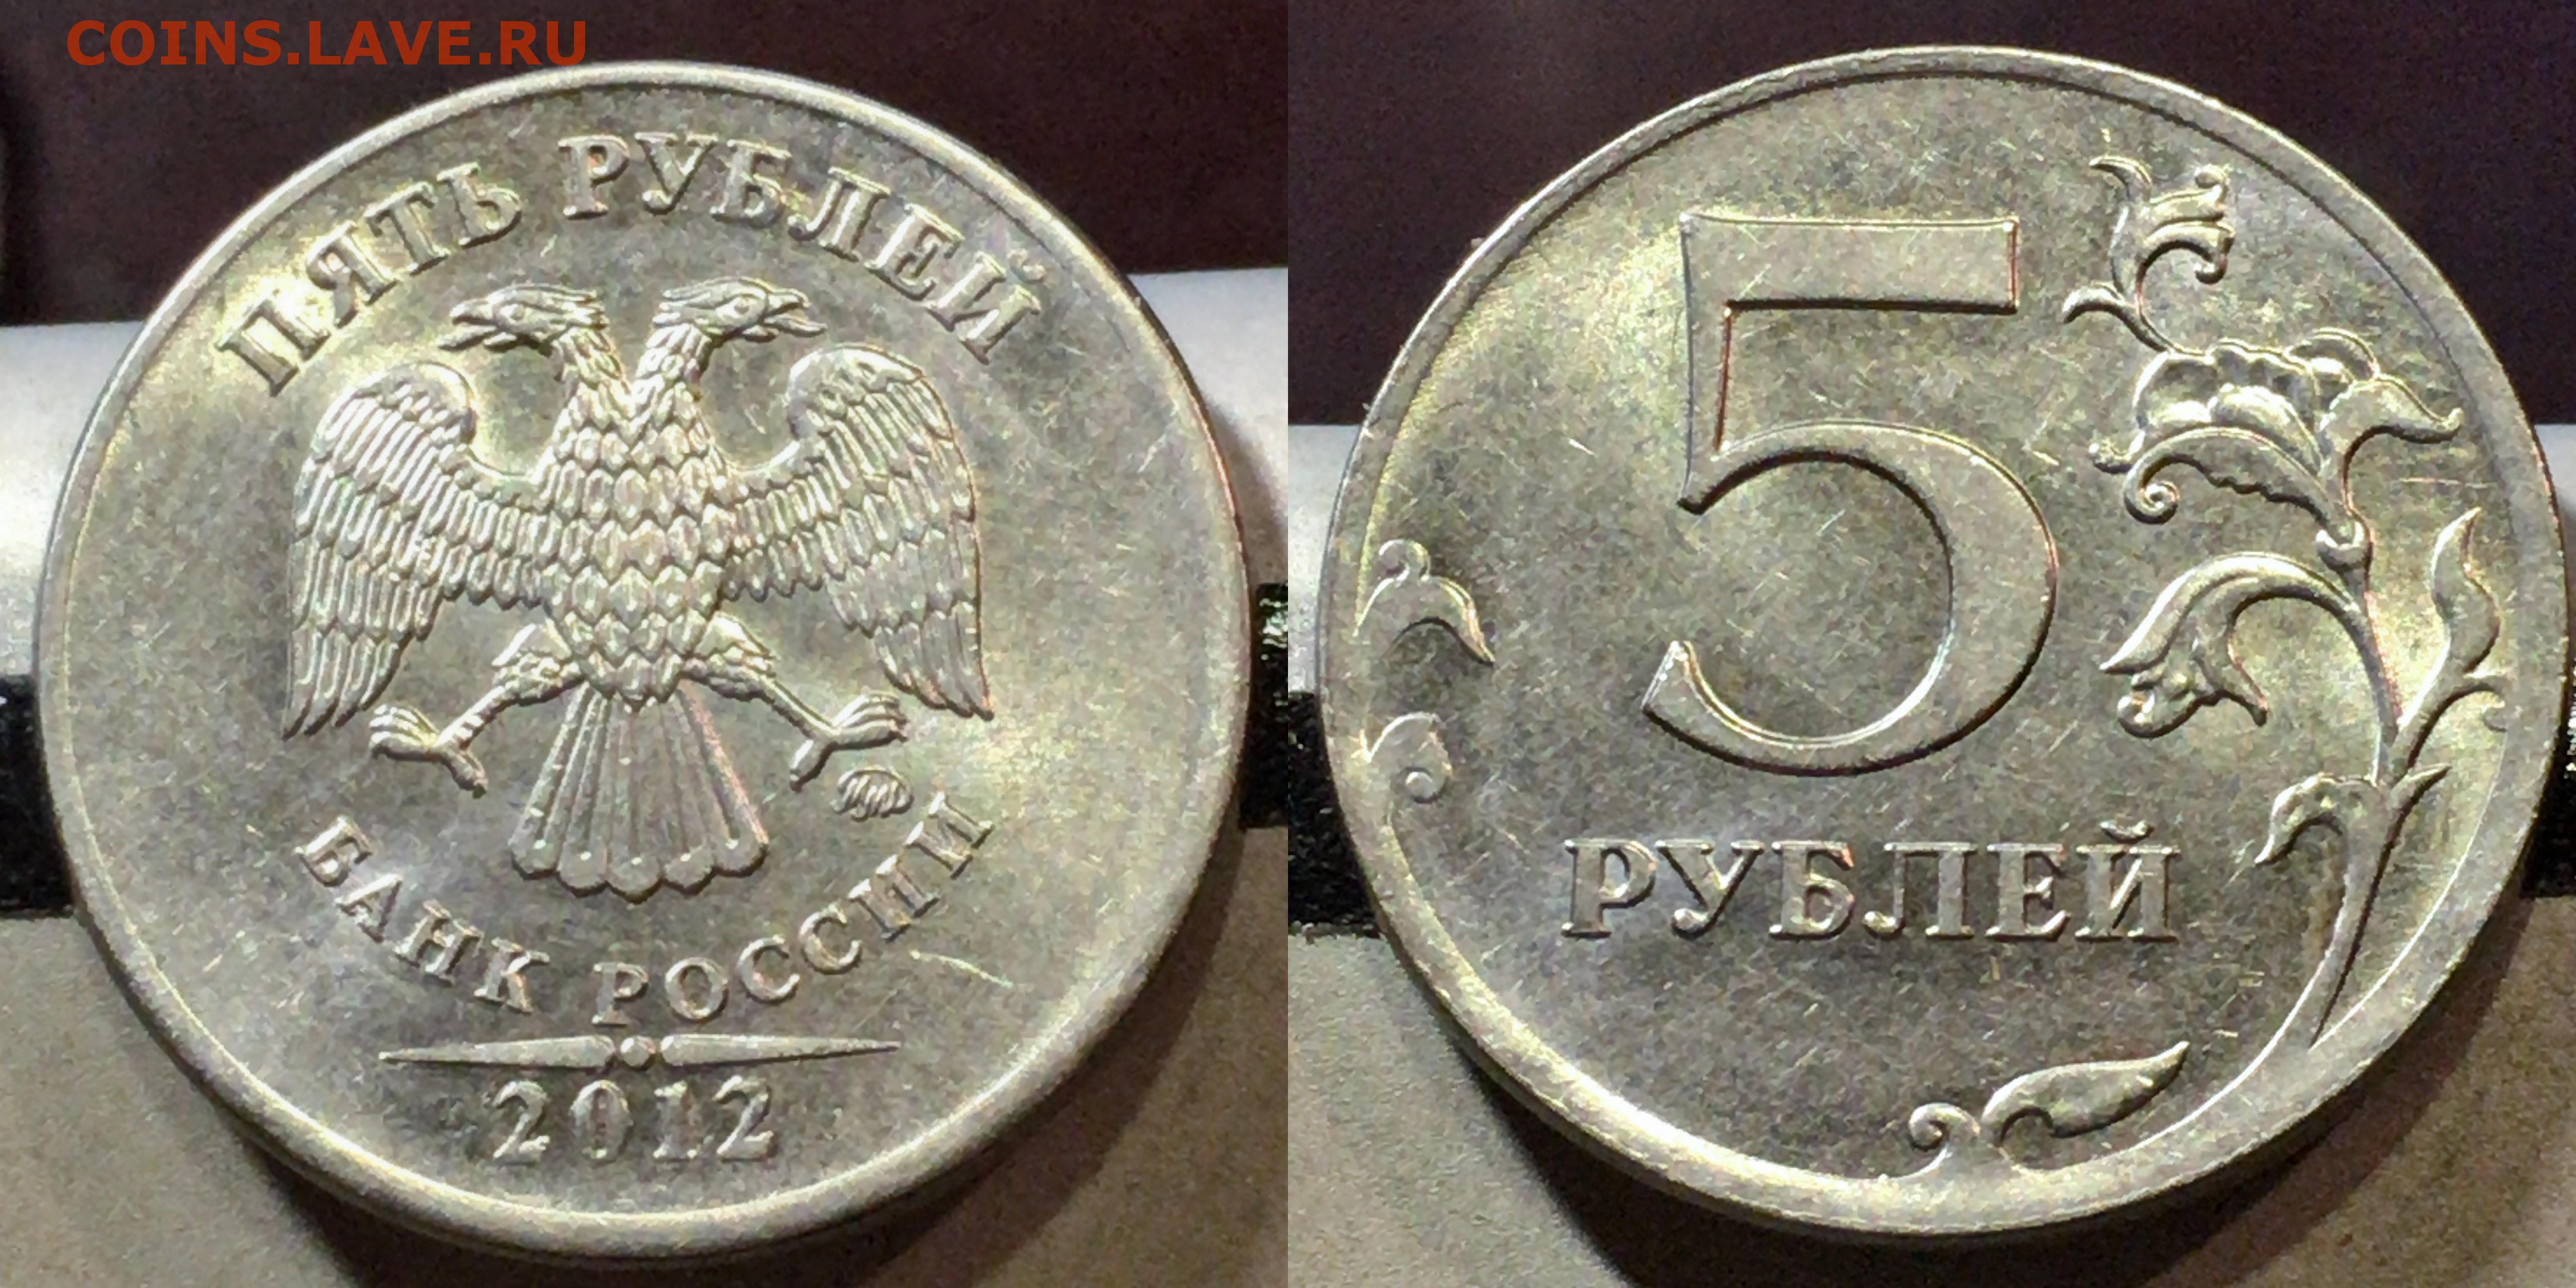 COINS.LAVE.RU
ПЯТЬ РУБЛЕЙ
БАНК РОССИИ
2012
5
РУБЛЕЙ